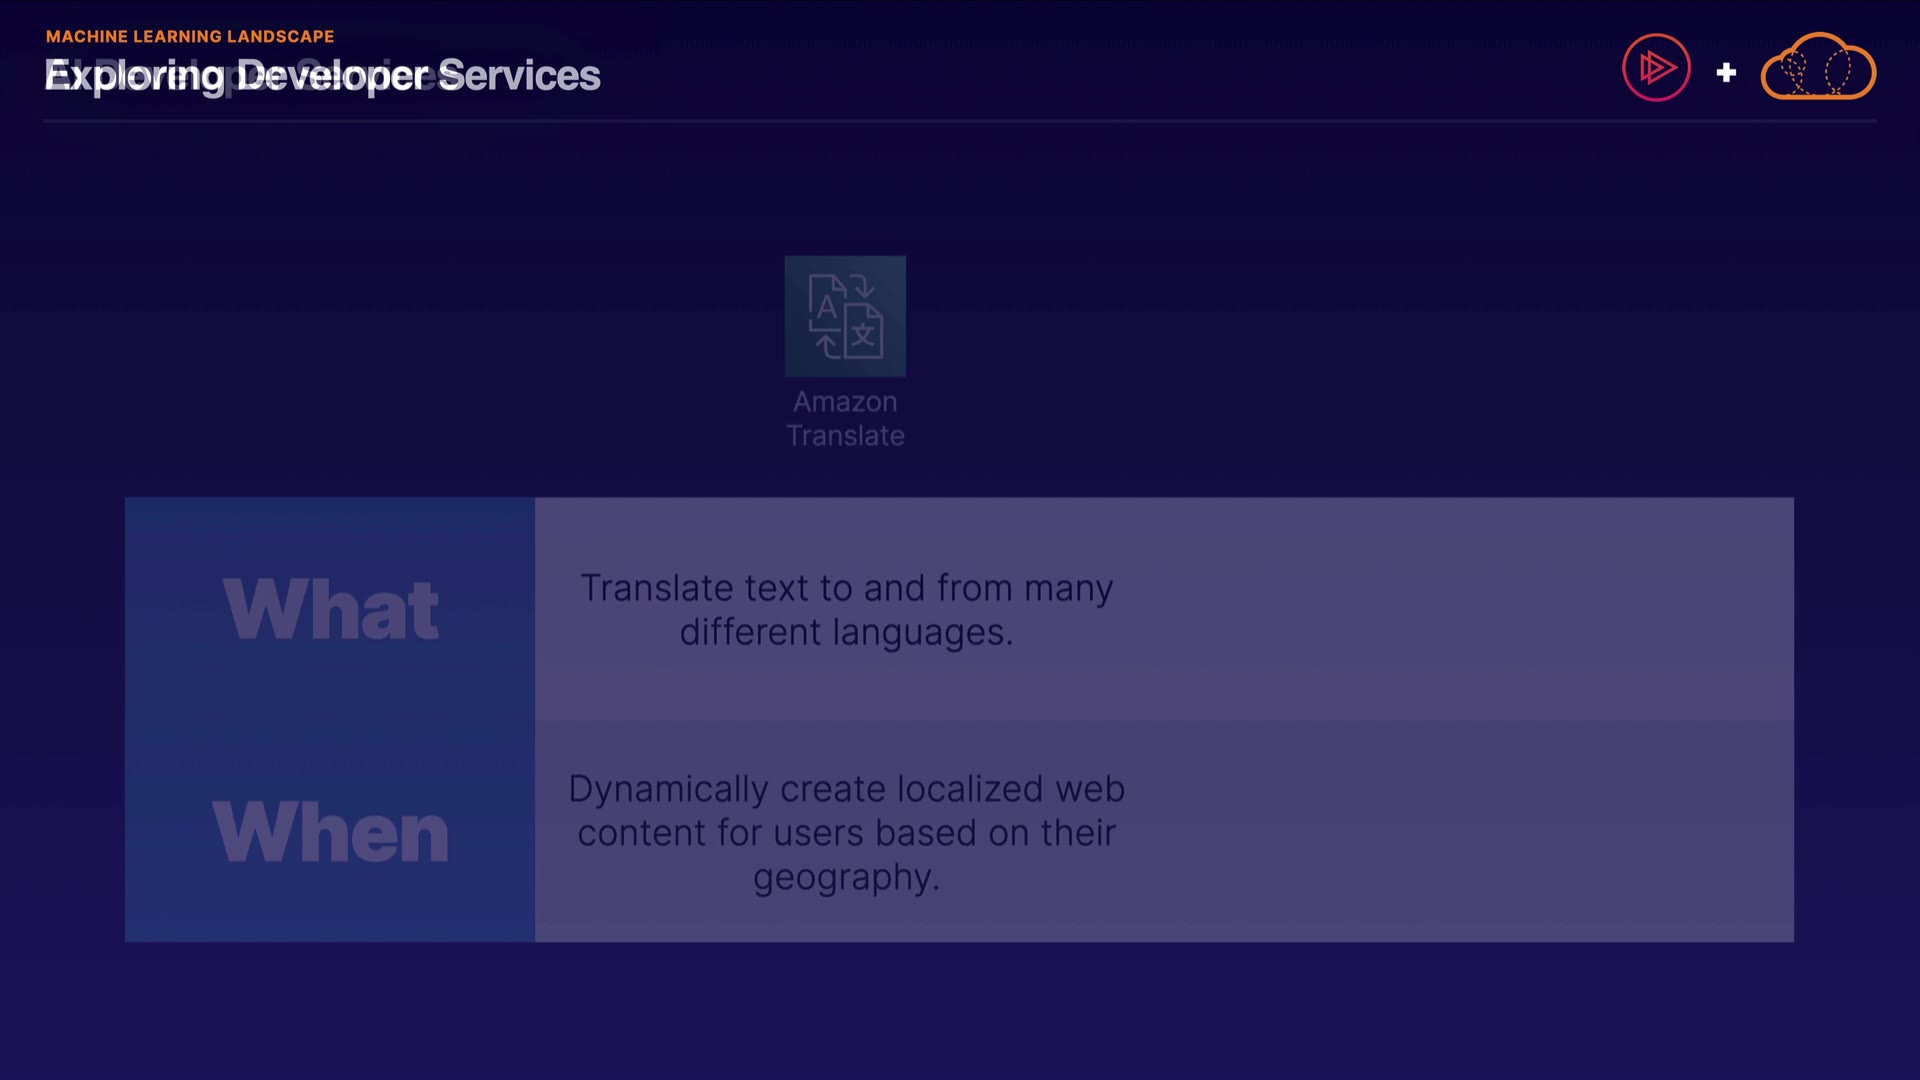 MACHINE LEARNING LANDSCAPE
Exploring Developer Services
A
文
Amazon
Translate
What
Translate text to and from many
different languages.
When
Dynamically create localized web
content for users based on their
geography.